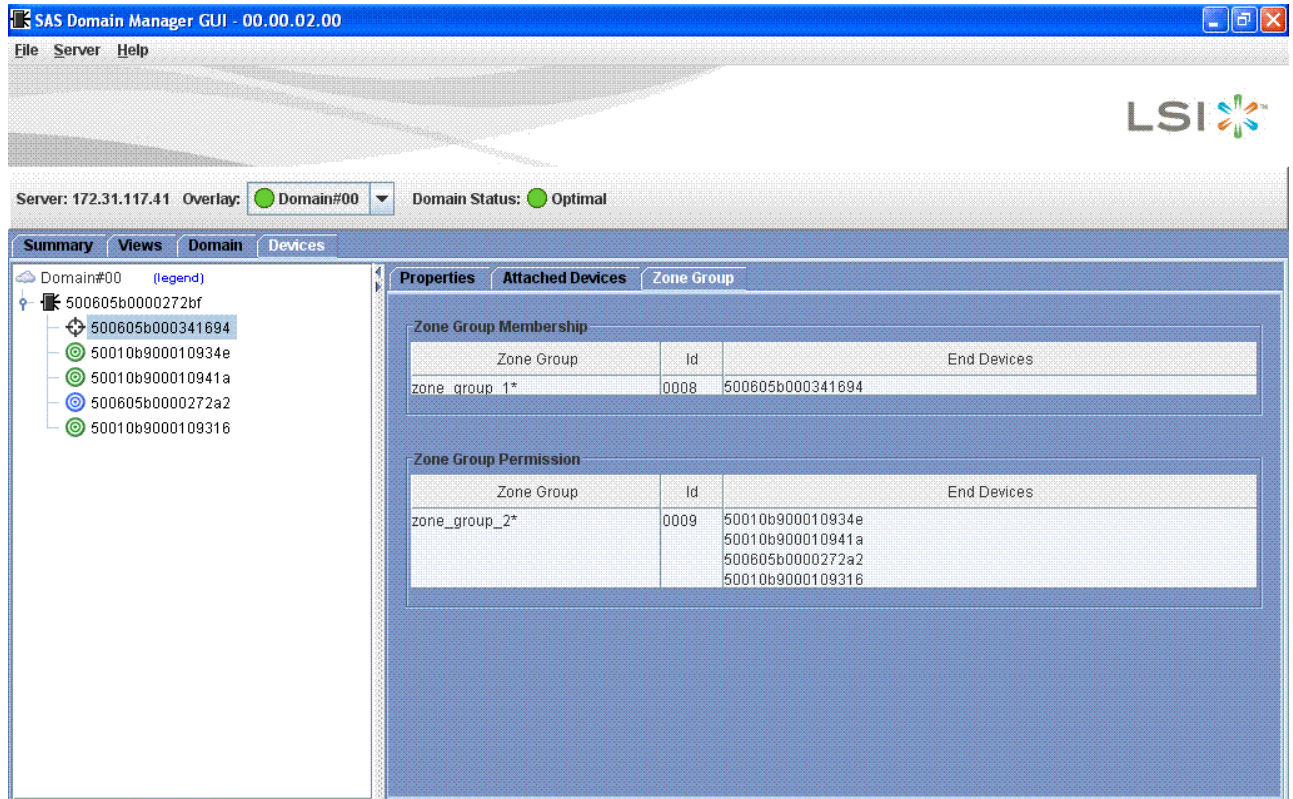 SAS Domain Manager GUI - 00.00.02.00
File Server Help
LSI™
Server: 172.31.117.41 Overlay: Domain#00 Domain Status: Optimal
Summary Views Domain Devices
Domain#00 (legend)
500605b0000272bf
500605b000341694
50010b900010934e
50010b900010941a
500605b0000272a2
50010b9000109316
Properties Attached Devices Zone Group
Zone Group Membership
Zone Group Id End Devices
zone_group_1* 0008 500605b000341694
Zone Group Permission
Zone Group Id End Devices
zone_group_2* 0009 50010b900010934e
50010b900010941a
500605b0000272a2
50010b9000109316